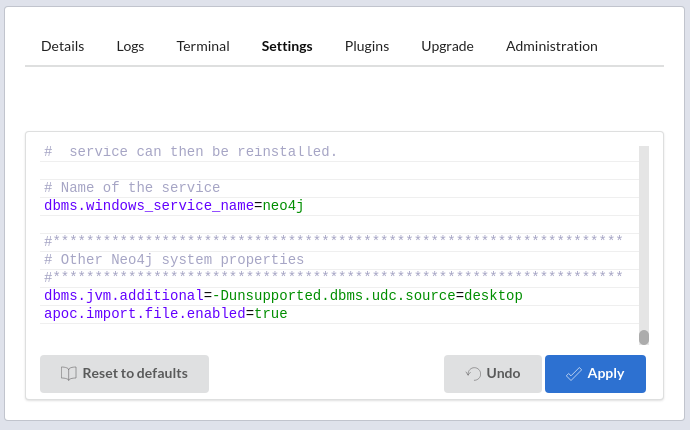 Details Logs Terminal Settings Plugins Upgrade Administration
#  service can then be reinstalled.
# Name of the service
dbms.windows_service_name=neo4j
#********************************************************************
# Other Neo4j system properties
#********************************************************************
dbms.jvm.additional=-Dunsupported.dbms.udc.source=desktop
apoc.import.file.enabled=true
Reset to defaults Undo Apply